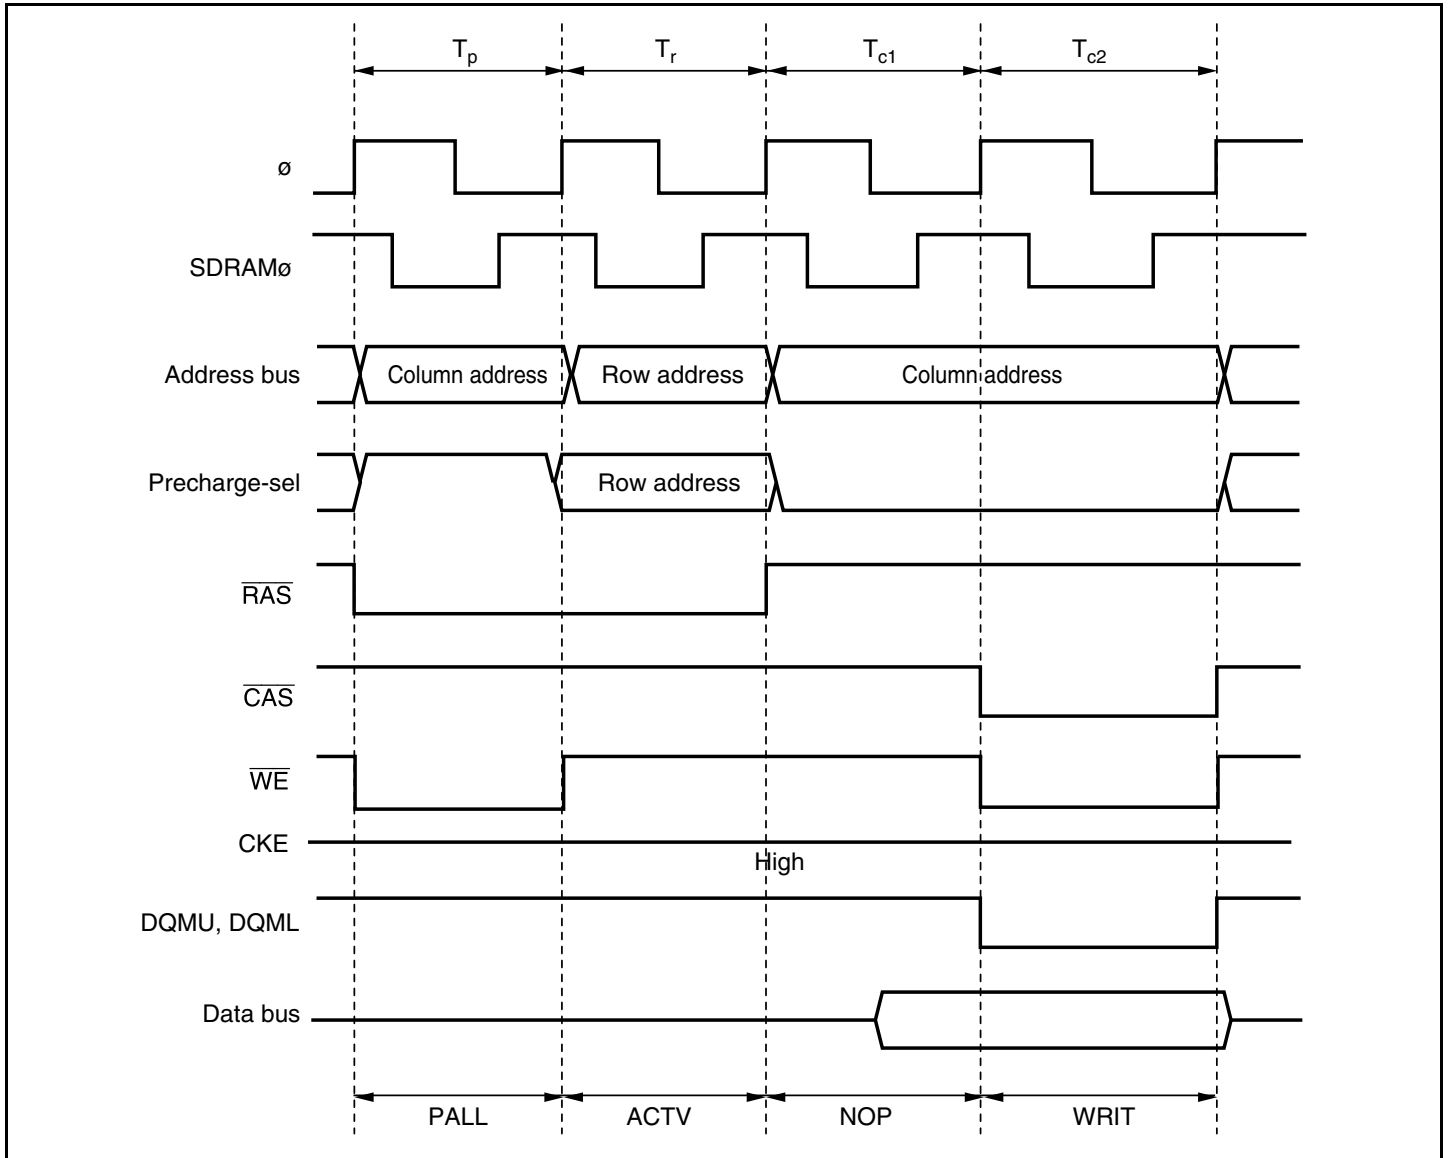 Tp Tr Tc1 Tc2
ø
SDRAMø
Address bus Column address Row address Column address
Precharge-sel Row address
RAS
CAS
WE
CKE
High
DQMU, DQML
Data bus
PALL ACTV NOP WRIT